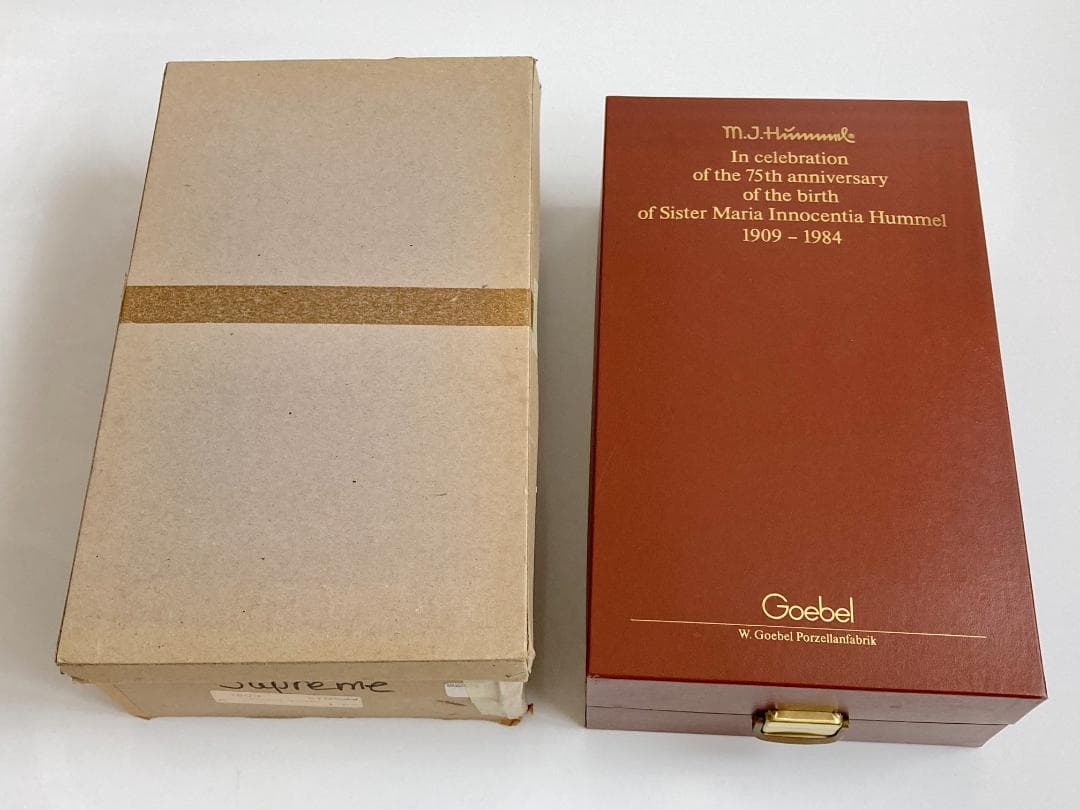 Supreme
M.J.Hummel®
In celebration
of the 75th anniversary
of the birth
of Sister Maria Innocentia Hummel
1909 – 1984
Goebel
W. Goebel Porzellanfabrik